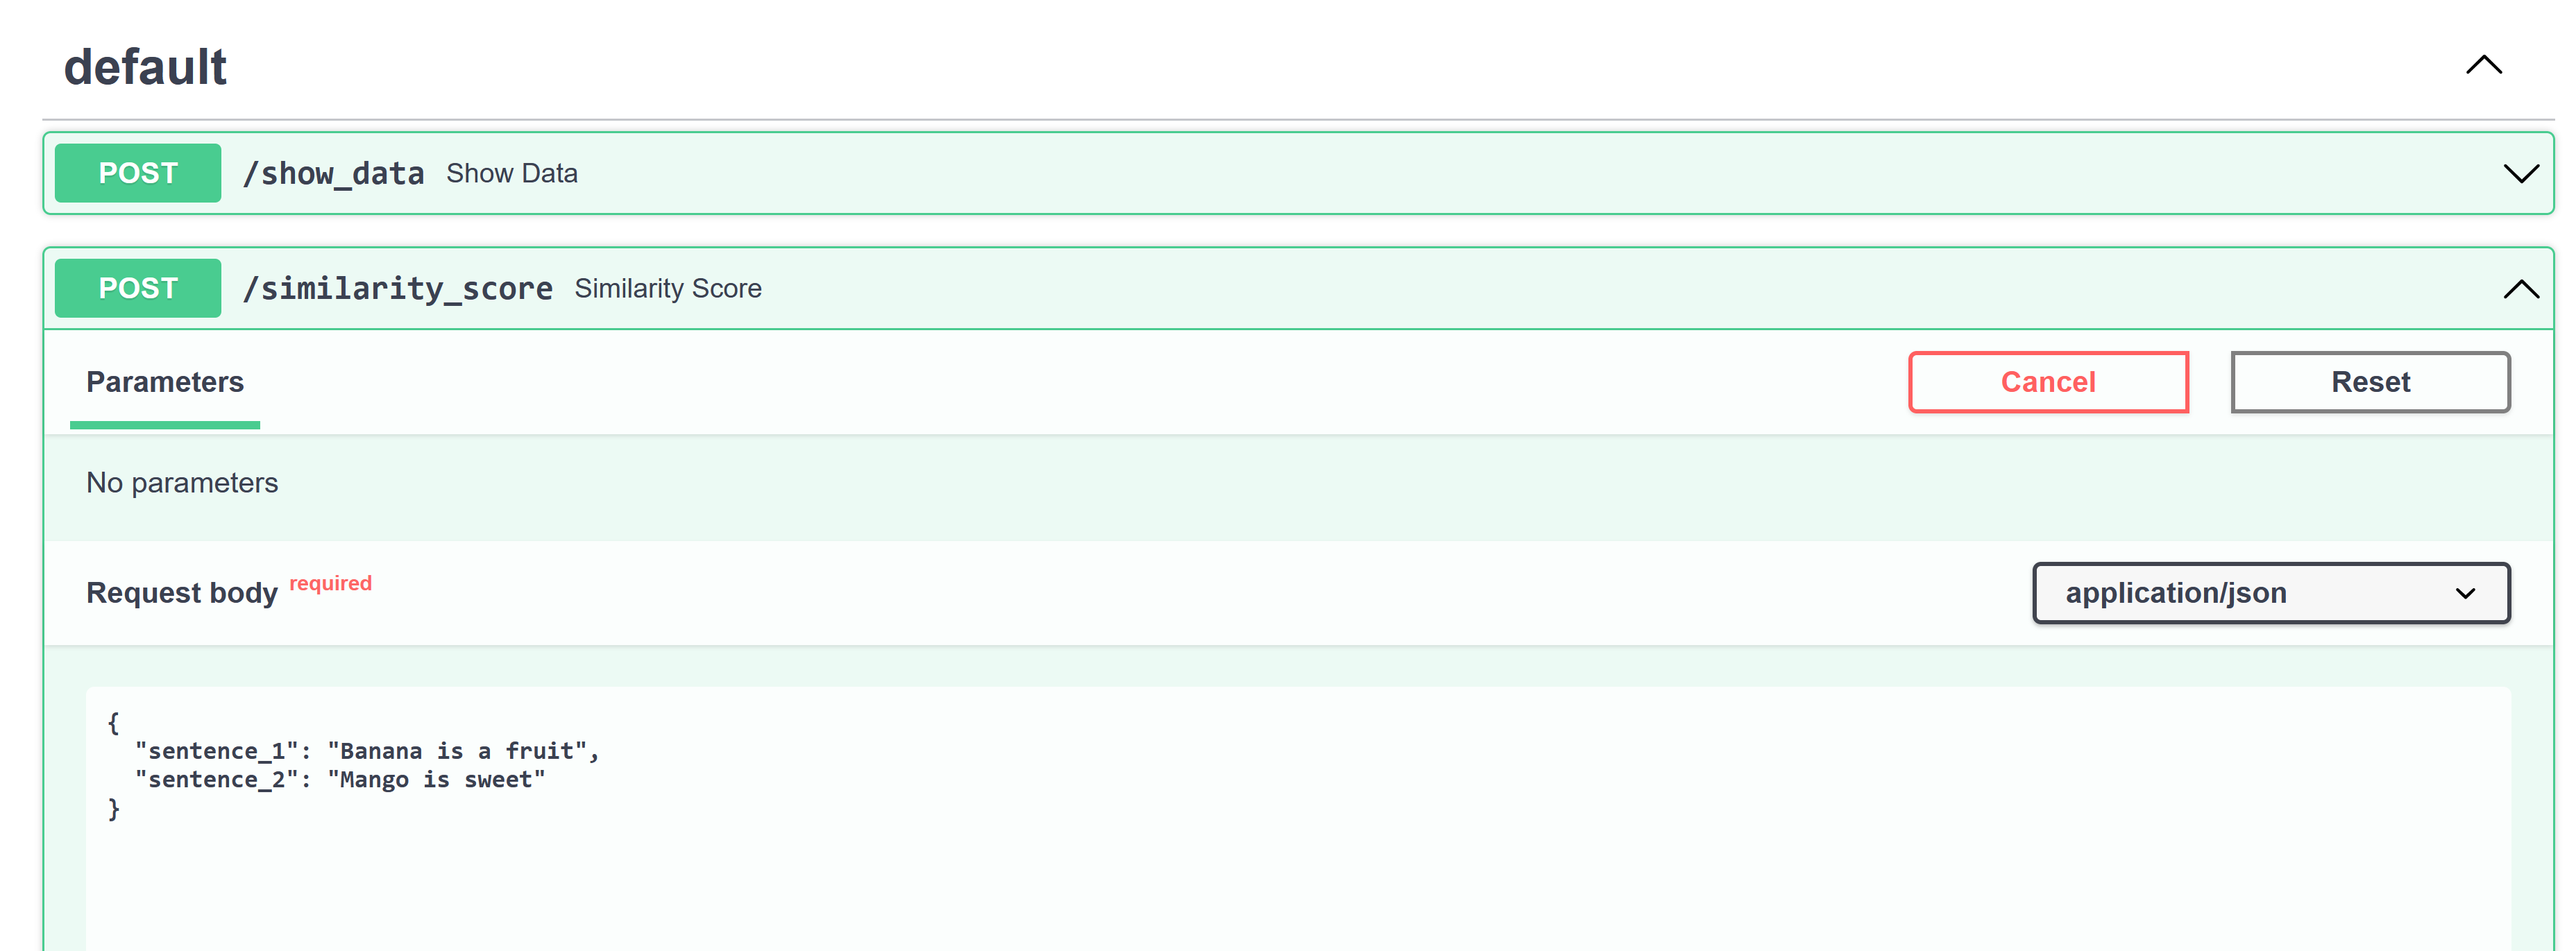 default
POST /show_data Show Data
POST /similarity_score Similarity Score
Parameters Cancel Reset
No parameters
Request body required application/json
{
  "sentence_1": "Banana is a fruit",
  "sentence_2": "Mango is sweet"
}